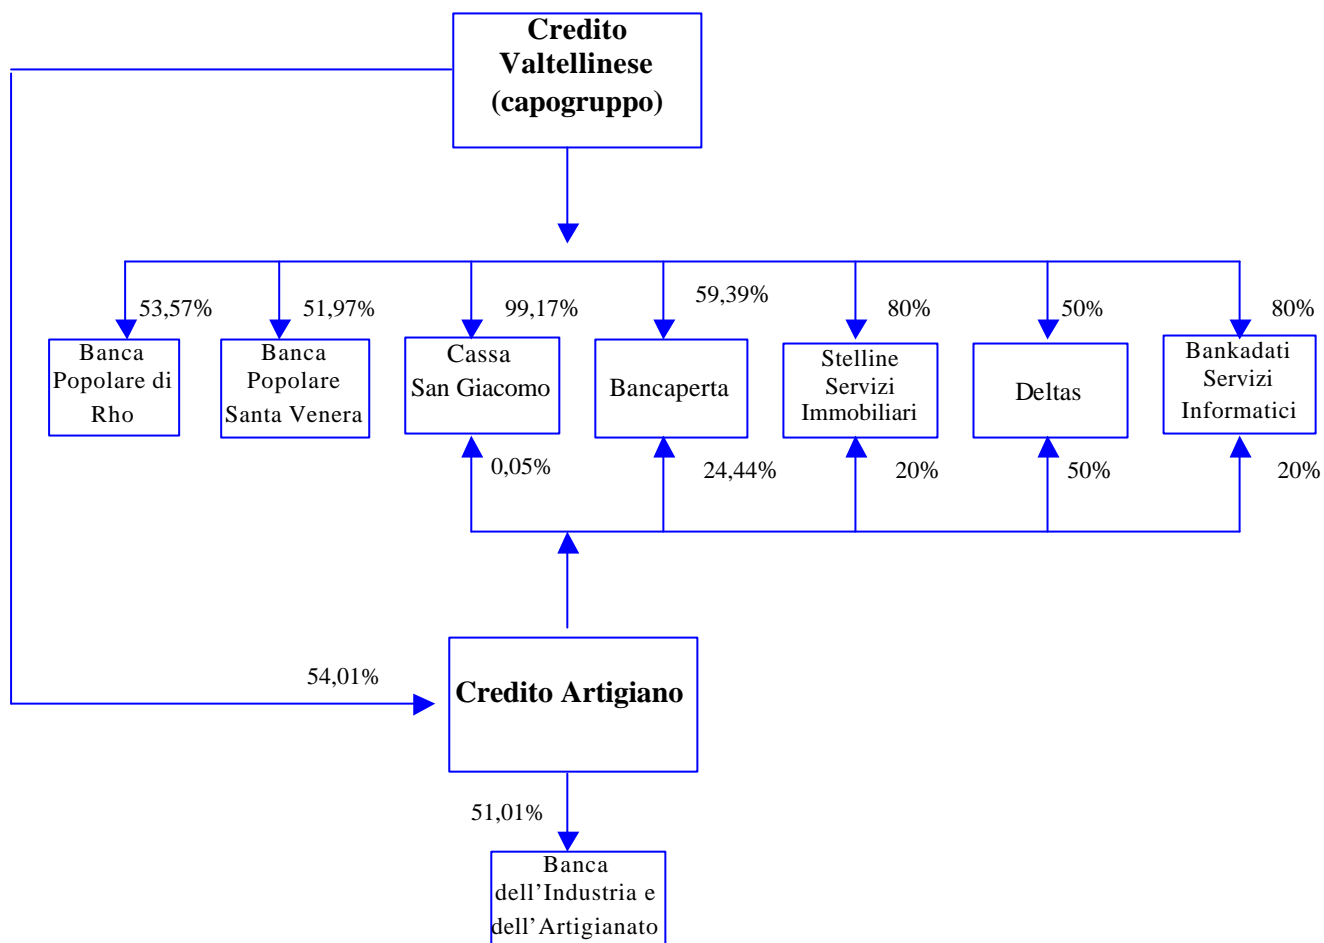 Credito
Valtellinese
(capogruppo)
53,57%
51,97%
99,17%
59,39%
80%
50%
80%
Banca
Popolare di
Rho
Banca
Popolare
Santa Venera
Cassa
San Giacomo
Bancaperta
Stelline
Servizi
Immobiliari
Deltas
Bankadati
Servizi
Informatici
0,05%
24,44%
20%
50%
20%
54,01%
Credito Artigiano
51,01%
Banca
dell’Industria e
dell’Artigianato